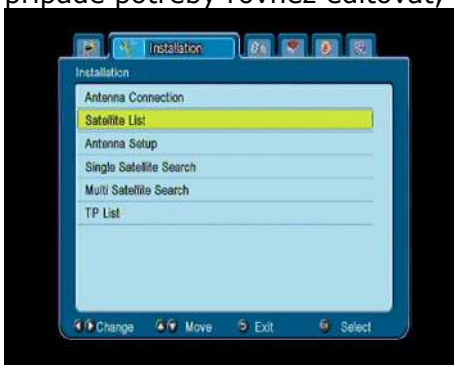 případě potřeby rovněž editovat,
Installation
Installation
Antenna Connection
Satellite List
Antenna Setup
Single Satellite Search
Multi Satellite Search
TP List
Change Move Exit Select